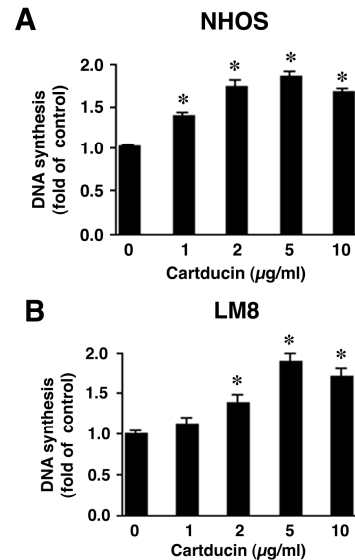 A
NHOS
DNA synthesis
(fold of control)
2.0
1.5
1.0
0.5
0.0
*
*
*
*
0 1 2 5 10
Cartducin (µg/ml)
B
LM8
DNA synthesis
(fold of control)
2.0
1.5
1.0
0.5
0.0
*
*
*
0 1 2 5 10
Cartducin (µg/ml)